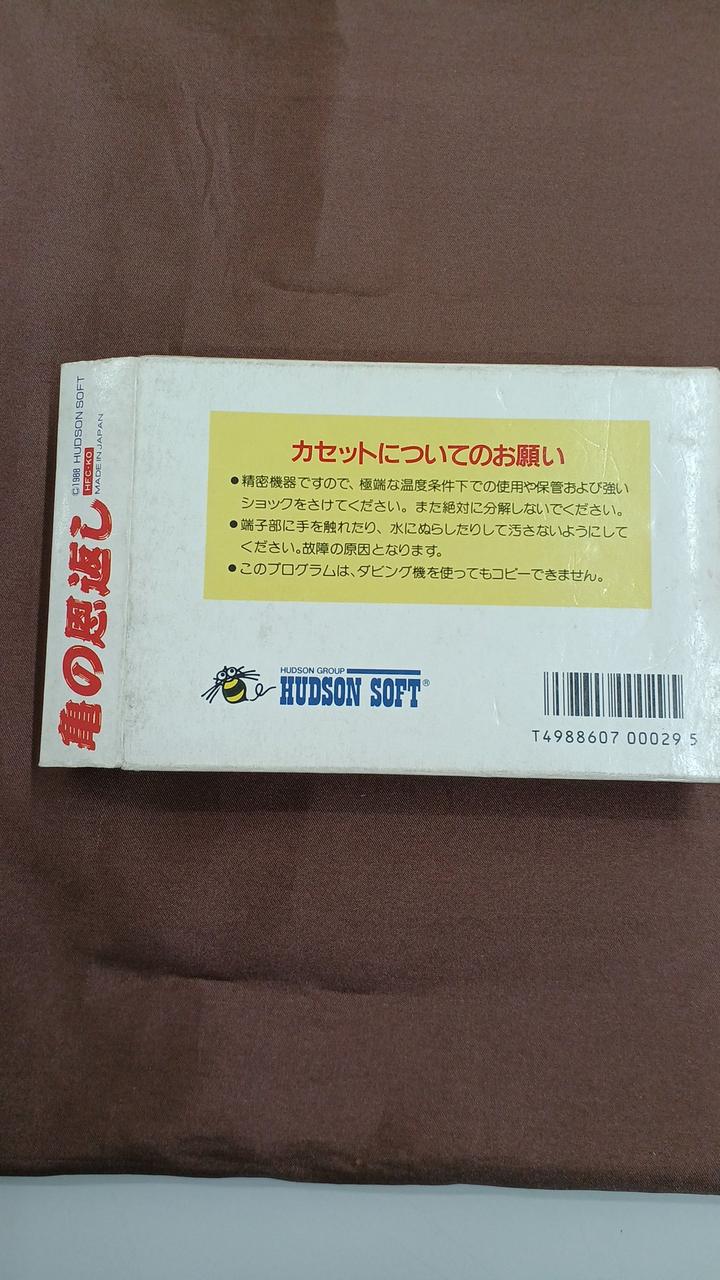 亀の恩返し
©1988 HUDSON SOFT
HFC-KO
MADE IN JAPAN
カセットについてのお願い
●精密機器ですので、極端な温度条件下での使用や保管および強い
ショックをさけてください。また絶対に分解しないでください。
●端子部に手を触れたり、水にぬらしたりして汚さないようにして
ください。故障の原因となります。
●このプログラムは、ダビング機を使ってもコピーできません。
HUDSON GROUP
HUDSON SOFT®
T4988607 00029 5